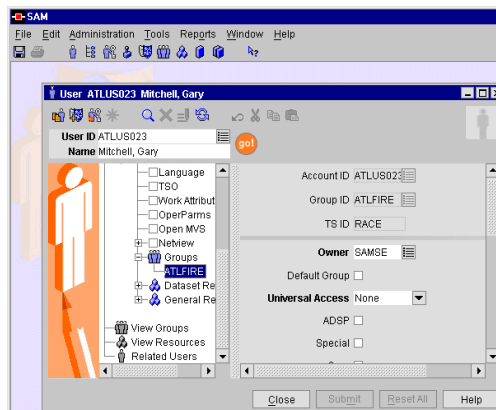 SAM
File Edit Administration Tools Reports Window Help
User ATLUS023 Mitchell, Gary
User ID ATLUS023
Name Mitchell, Gary
go!
Language
TSO
Work Attribut
OperParms
Open MVS
Netview
Groups
ATLFIRE
Dataset Re
General Re
View Groups
View Resources
Related Users
Account ID ATLUS023
Group ID ATLFIRE
TS ID RACE
Owner SAMSE
Default Group
Universal Access None
ADSP
Special
Close Submit Reset All Help